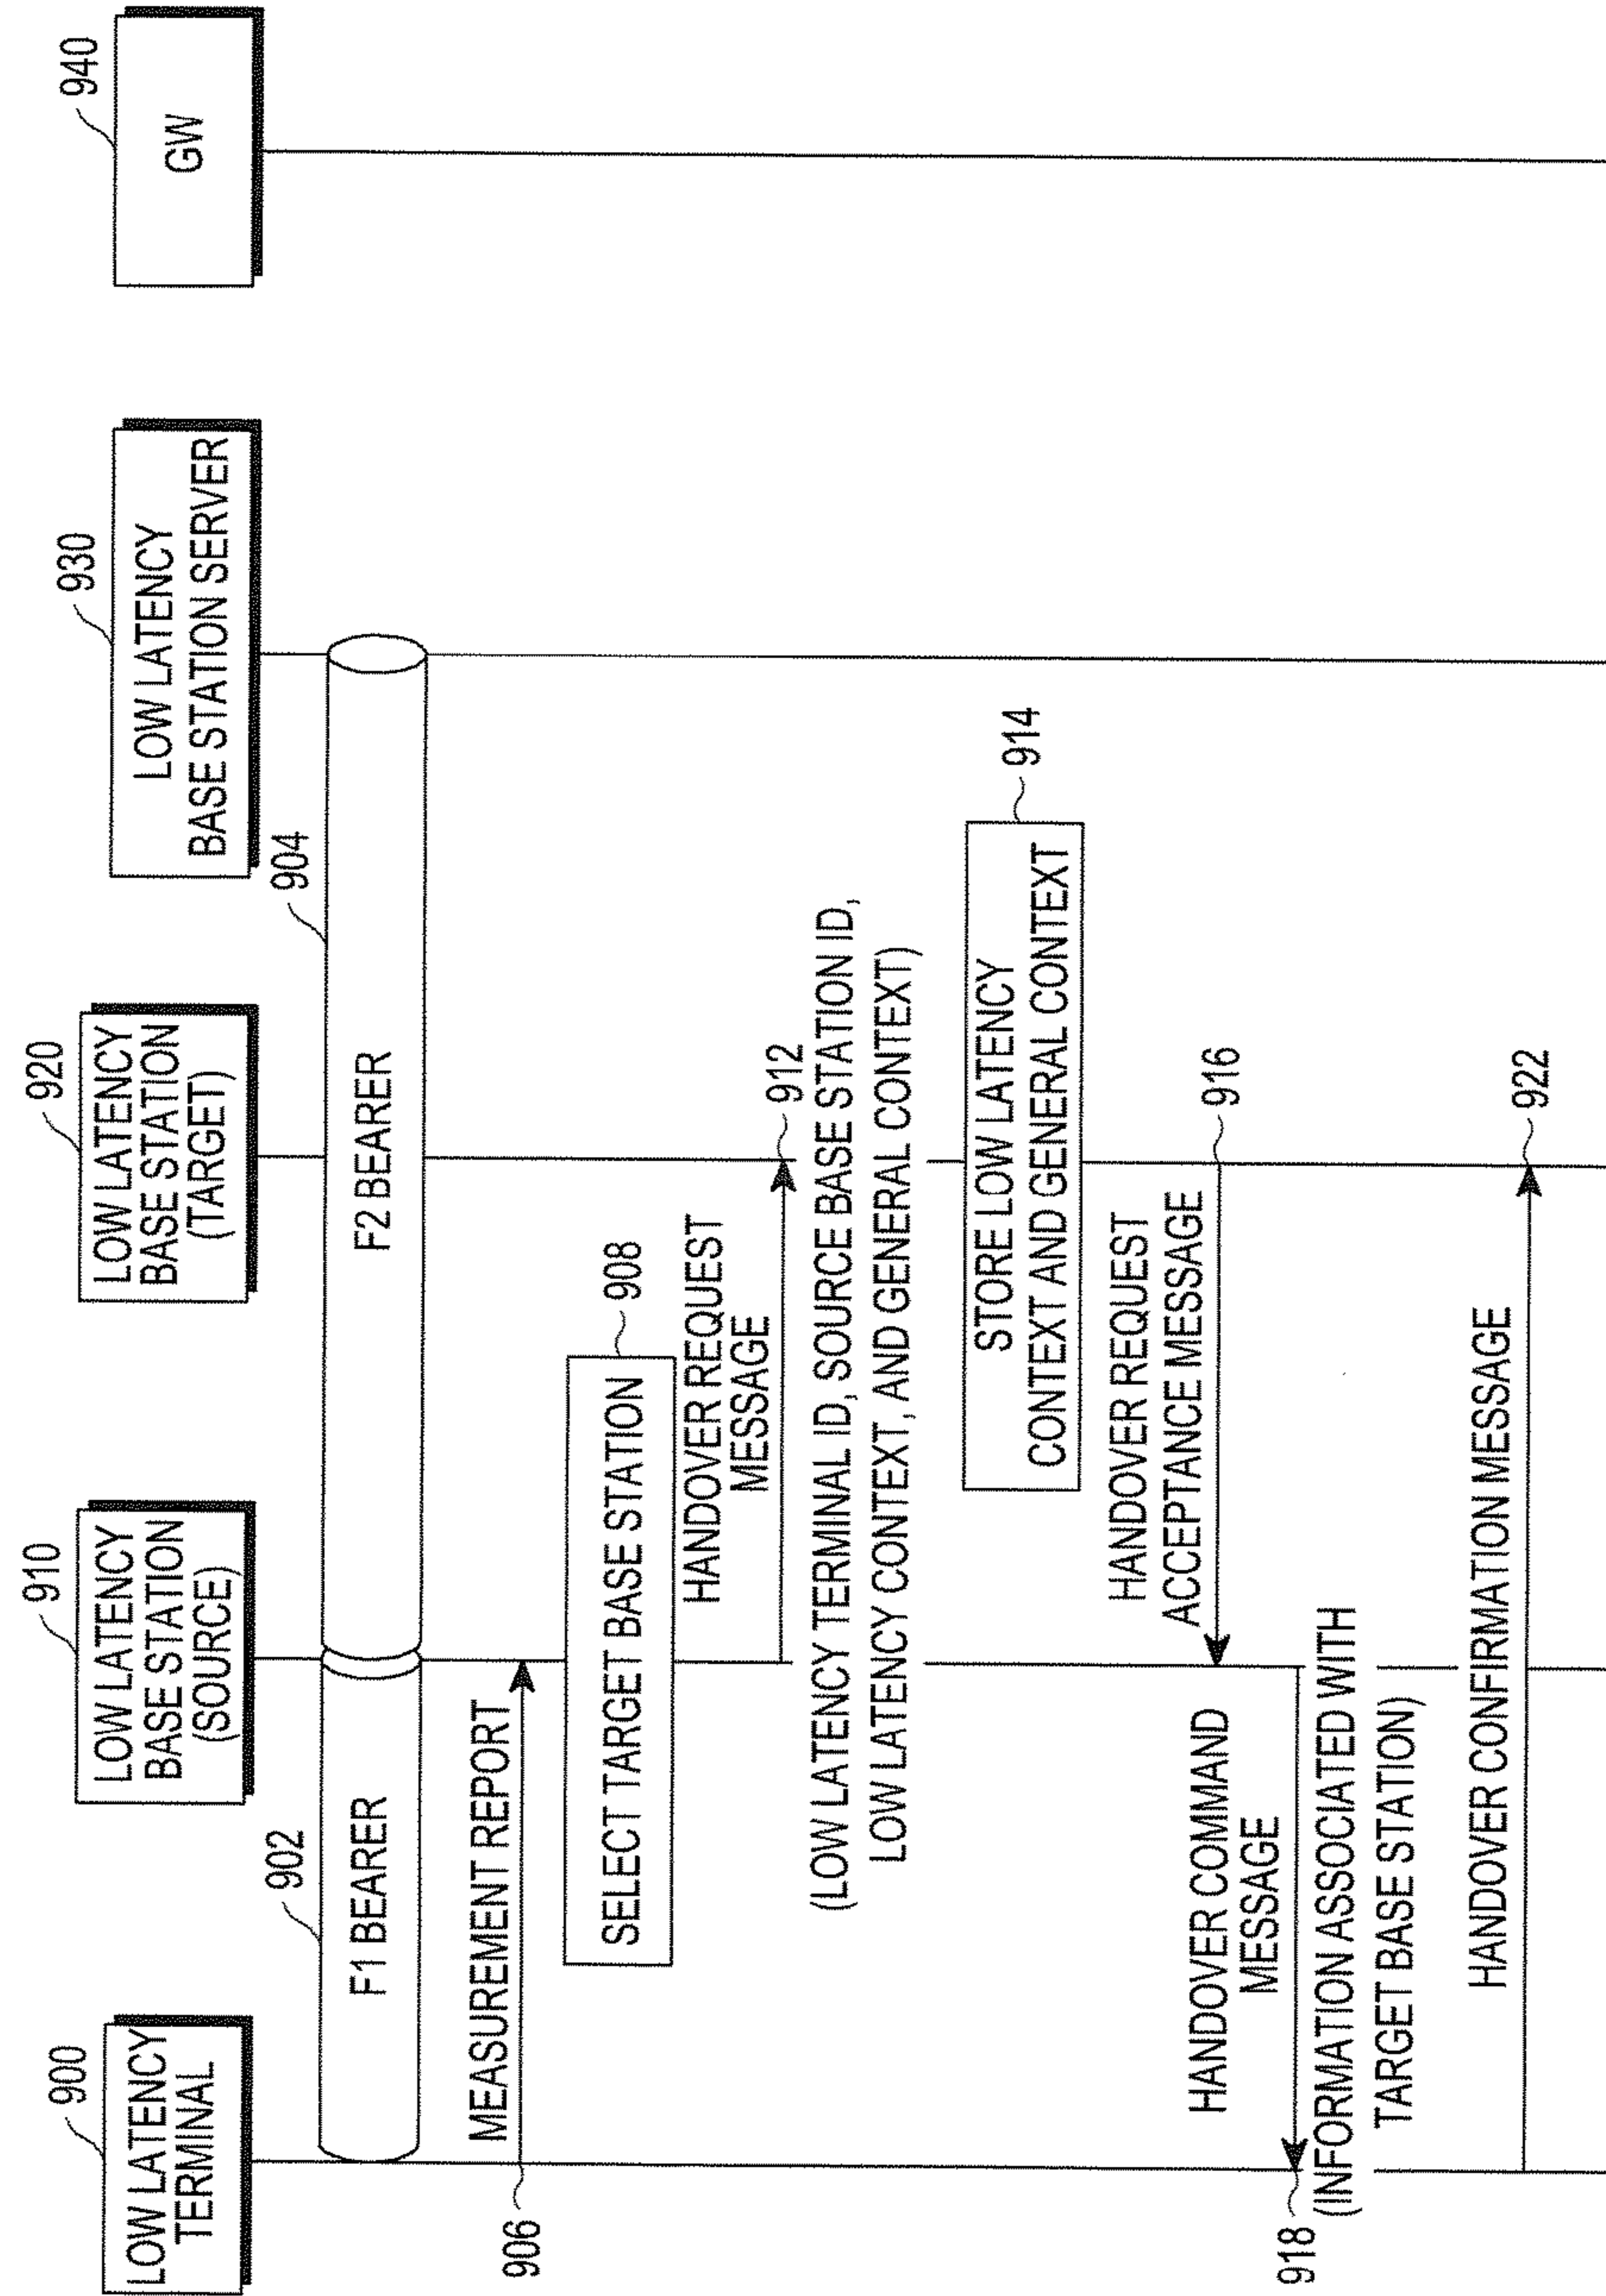 900
LOW LATENCY
TERMINAL
910
LOW LATENCY
BASE STATION
(SOURCE)
920
LOW LATENCY
BASE STATION
(TARGET)
930
LOW LATENCY
BASE STATION SERVER
940
GW
902
F1 BEARER
904
F2 BEARER
MEASUREMENT REPORT
906
908
SELECT TARGET BASE STATION
HANDOVER REQUEST
MESSAGE
912
(LOW LATENCY TERMINAL ID, SOURCE BASE STATION ID,
LOW LATENCY CONTEXT, AND GENERAL CONTEXT)
914
STORE LOW LATENCY
CONTEXT AND GENERAL CONTEXT
HANDOVER REQUEST
ACCEPTANCE MESSAGE
916
HANDOVER COMMAND
MESSAGE
918
(INFORMATION ASSOCIATED WITH
TARGET BASE STATION)
HANDOVER CONFIRMATION MESSAGE
922